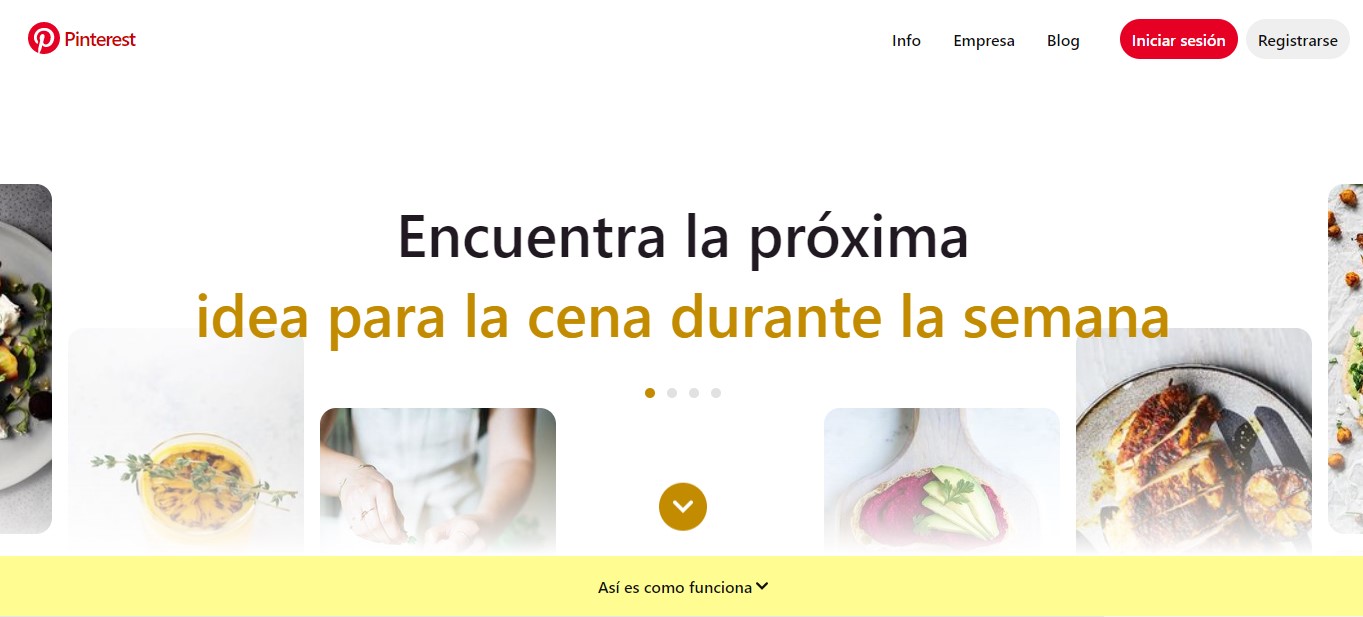 Pinterest
Info
Empresa
Blog
Iniciar sesión
Registrarse
Encuentra la próxima
idea para la cena durante la semana
Así es como funciona